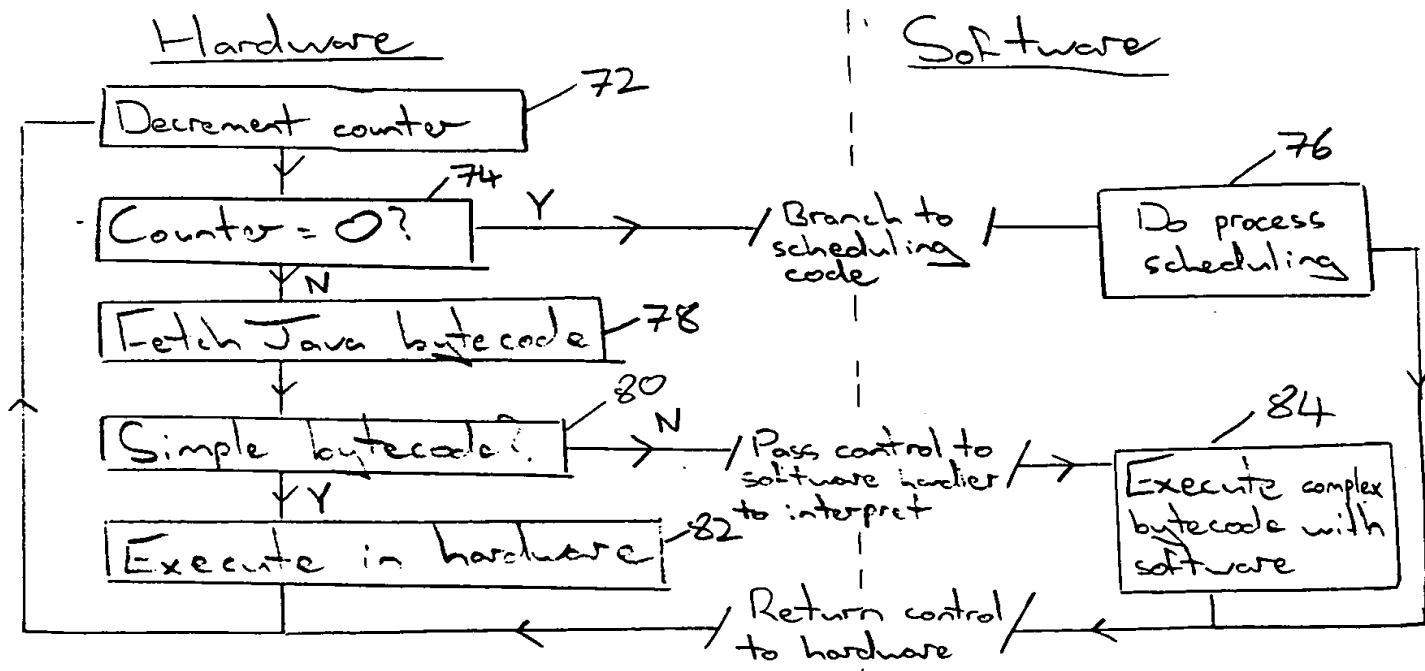 Hardware
Software
72
Decrement counter
74
76
Counter = 0?
Y
Branch to
scheduling
code
Do process
scheduling
N
Fetch Java bytecode
78
80
Simple bytecode?
N
Pass control to
software handler
to interpret
84
Execute complex
bytecode with
software
Y
Execute in hardware
82
Return control
to hardware